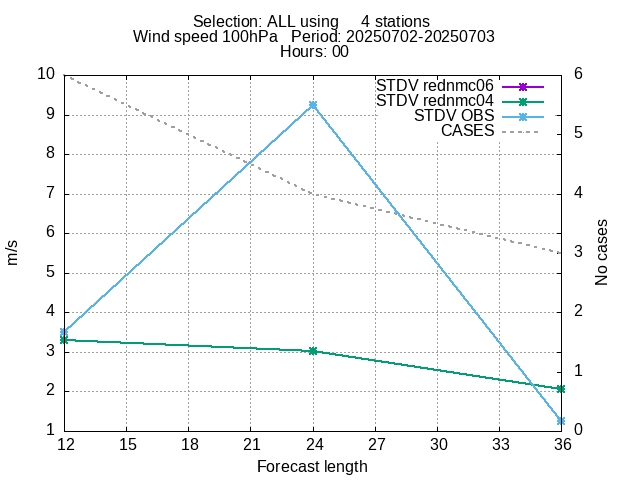 Selection: ALL using     4 stations
Wind speed 100hPa   Period: 20250702-20250703
Hours: 00
STDV rednmc06
STDV rednmc04
STDV OBS
CASES
10
9
8
7
6
5
4
3
2
1
m/s
6
5
4
3
2
1
0
No cases
12 15 18 21 24 27 30 33 36
Forecast length